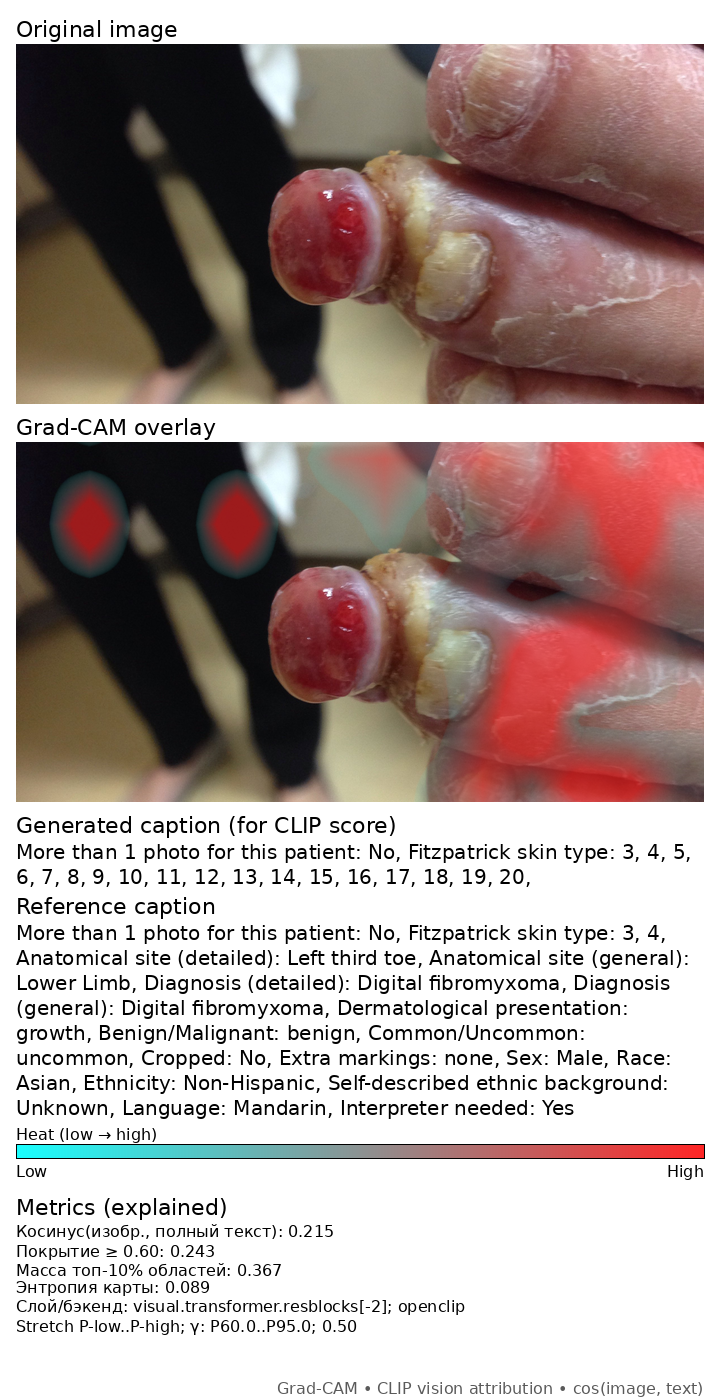 Original image
Grad-CAM overlay
Generated caption (for CLIP score)
More than 1 photo for this patient: No, Fitzpatrick skin type: 3, 4, 5,
6, 7, 8, 9, 10, 11, 12, 13, 14, 15, 16, 17, 18, 19, 20,
Reference caption
More than 1 photo for this patient: No, Fitzpatrick skin type: 3, 4,
Anatomical site (detailed): Left third toe, Anatomical site (general):
Lower Limb, Diagnosis (detailed): Digital fibromyxoma, Diagnosis
(general): Digital fibromyxoma, Dermatological presentation:
growth, Benign/Malignant: benign, Common/Uncommon:
uncommon, Cropped: No, Extra markings: none, Sex: Male, Race:
Asian, Ethnicity: Non-Hispanic, Self-described ethnic background:
Unknown, Language: Mandarin, Interpreter needed: Yes
Heat (low → high)
Low High
Metrics (explained)
Косинус(изобр., полный текст): 0.215
Покрытие ≥ 0.60: 0.243
Масса топ-10% областей: 0.367
Энтропия карты: 0.089
Слой/бэкенд: visual.transformer.resblocks[-2]; openclip
Stretch P-low..P-high; γ: P60.0..P95.0; 0.50
Grad-CAM • CLIP vision attribution • cos(image, text)